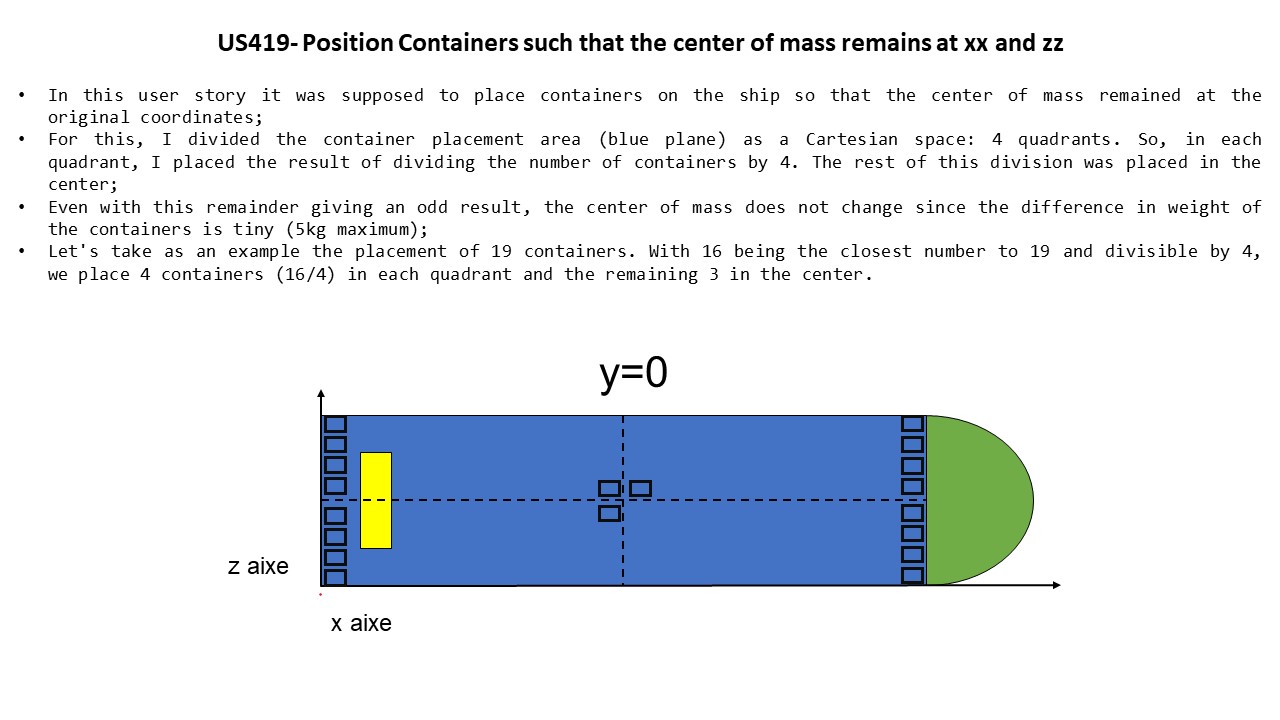 US419- Position Containers such that the center of mass remains at xx and zz
• In this user story it was supposed to place containers on the ship so that the center of mass remained at the
original coordinates;
• For this, I divided the container placement area (blue plane) as a Cartesian space: 4 quadrants. So, in each
quadrant, I placed the result of dividing the number of containers by 4. The rest of this division was placed in the
center;
• Even with this remainder giving an odd result, the center of mass does not change since the difference in weight of
the containers is tiny (5kg maximum);
• Let's take as an example the placement of 19 containers. With 16 being the closest number to 19 and divisible by 4,
we place 4 containers (16/4) in each quadrant and the remaining 3 in the center.
y=0
z aixe
x aixe